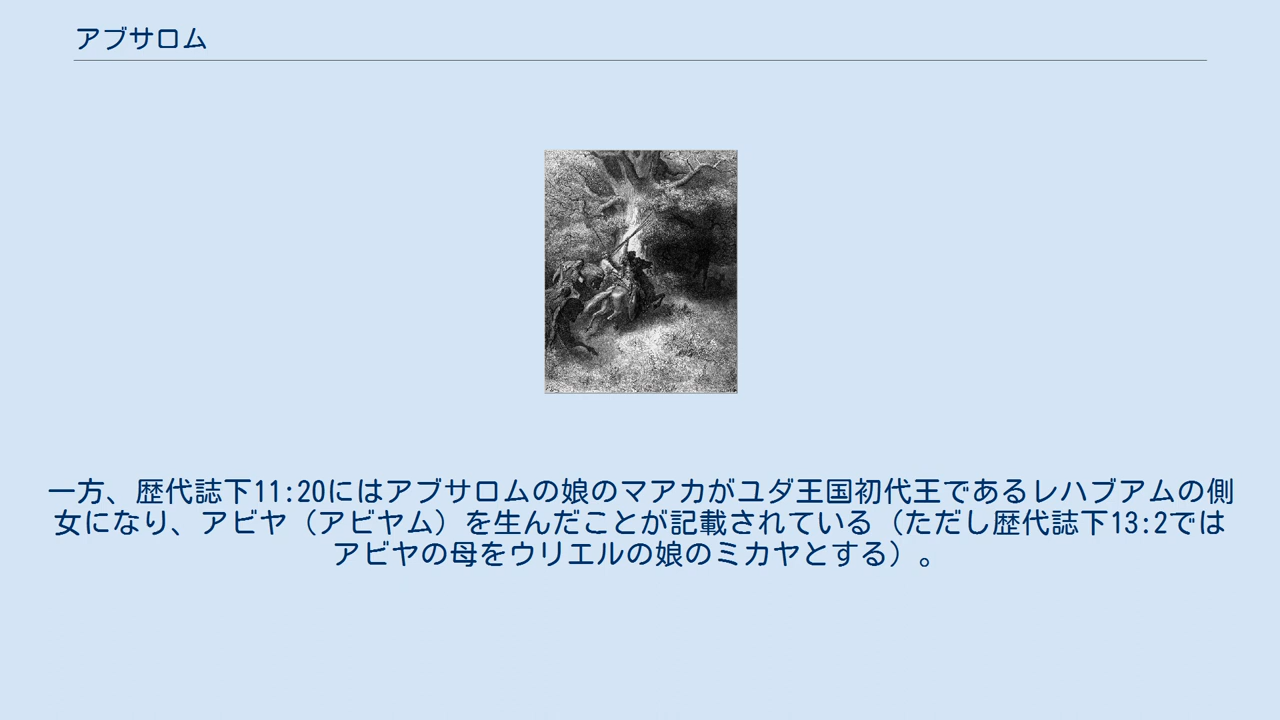 アブサロム
一方、歴代誌下11:20にはアブサロムの娘のマアカがユダ王国初代王であるレハブアムの側
女になり、アビヤ（アビヤム）を生んだことが記載されている（ただし歴代誌下13:2では
アビヤの母をウリエルの娘のミカヤとする）。